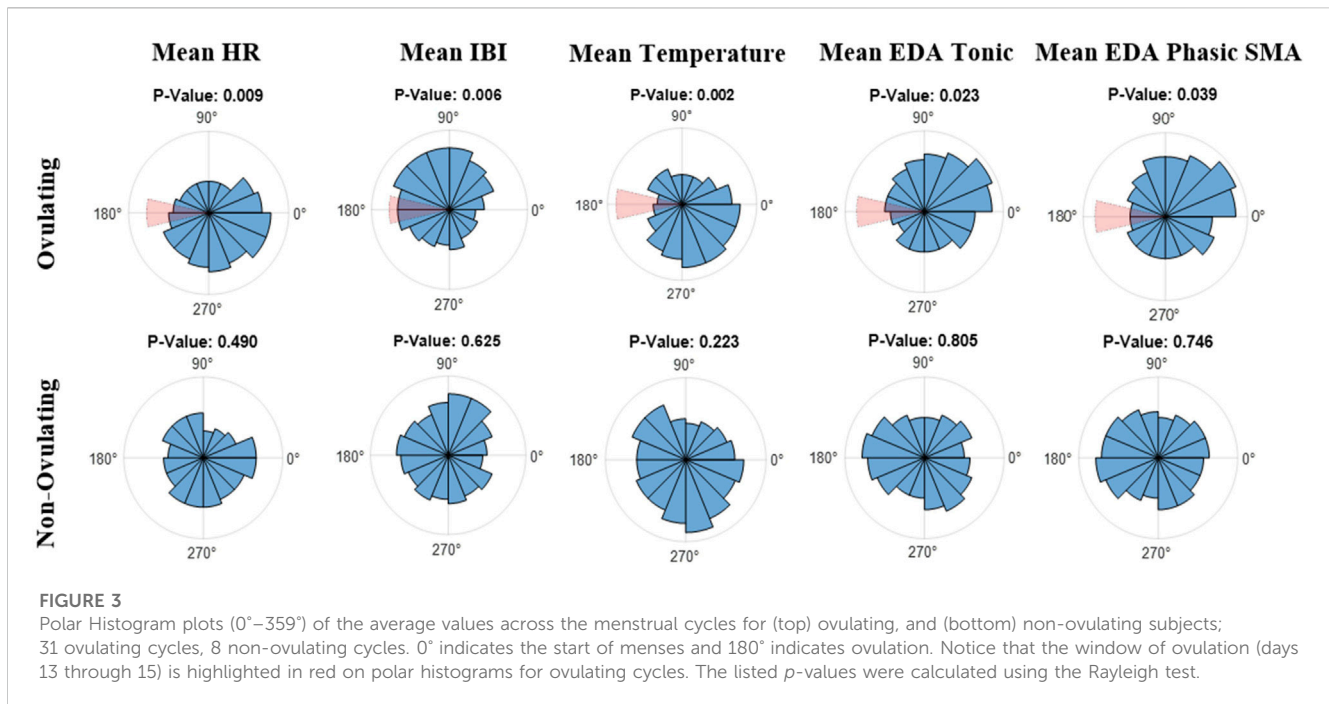 Mean HR
Mean IBI
Mean Temperature
Mean EDA Tonic
Mean EDA Phasic SMA
Ovulating
P-Value: 0.009
90°
180°
0°
270°
P-Value: 0.006
90°
180°
0°
270°
P-Value: 0.002
90°
180°
0°
270°
P-Value: 0.023
90°
180°
0°
270°
P-Value: 0.039
90°
180°
0°
270°
Non-Ovulating
P-Value: 0.490
90°
180°
0°
270°
P-Value: 0.625
90°
180°
0°
270°
P-Value: 0.223
90°
180°
0°
270°
P-Value: 0.805
90°
180°
0°
270°
P-Value: 0.746
90°
180°
0°
270°
FIGURE 3
Polar Histogram plots (0°–359°) of the average values across the menstrual cycles for (top) ovulating, and (bottom) non-ovulating subjects;
31 ovulating cycles, 8 non-ovulating cycles. 0° indicates the start of menses and 180° indicates ovulation. Notice that the window of ovulation (days
13 through 15) is highlighted in red on polar histograms for ovulating cycles. The listed p-values were calculated using the Rayleigh test.